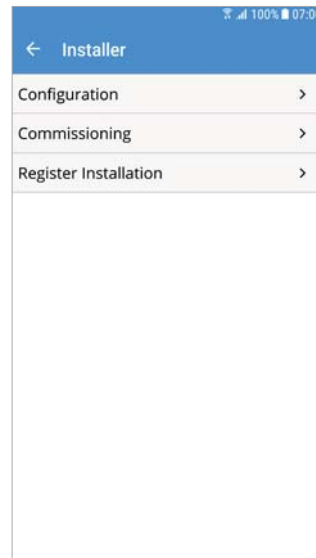 100% 07:0
Installer
Configuration
Commissioning
Register Installation